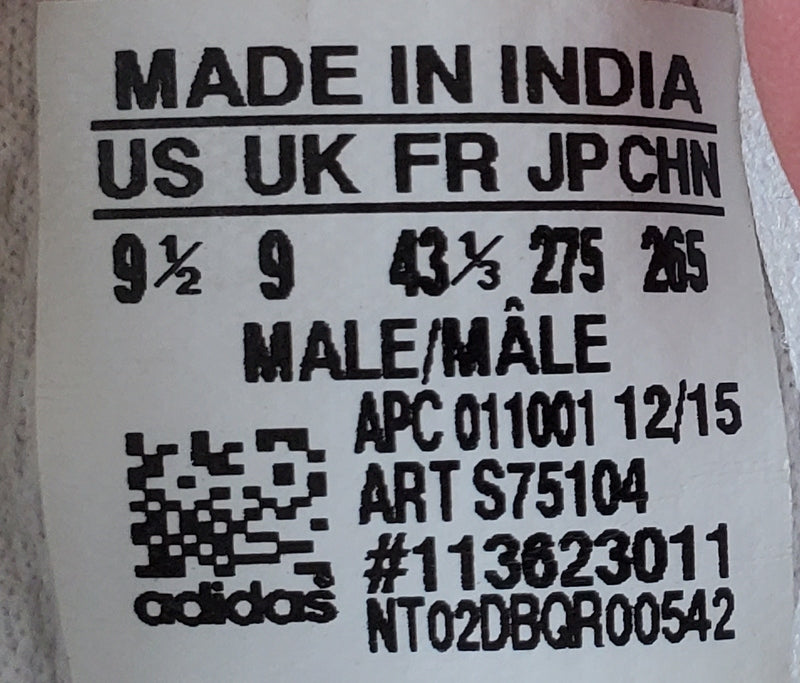 MADE IN INDIA
US UK FR JP CHN
9½ 9 43⅓ 275 265
MALE/MÂLE
APC 011001 12/15
ART S75104
#113623011
adidas
NT02DBQR00542